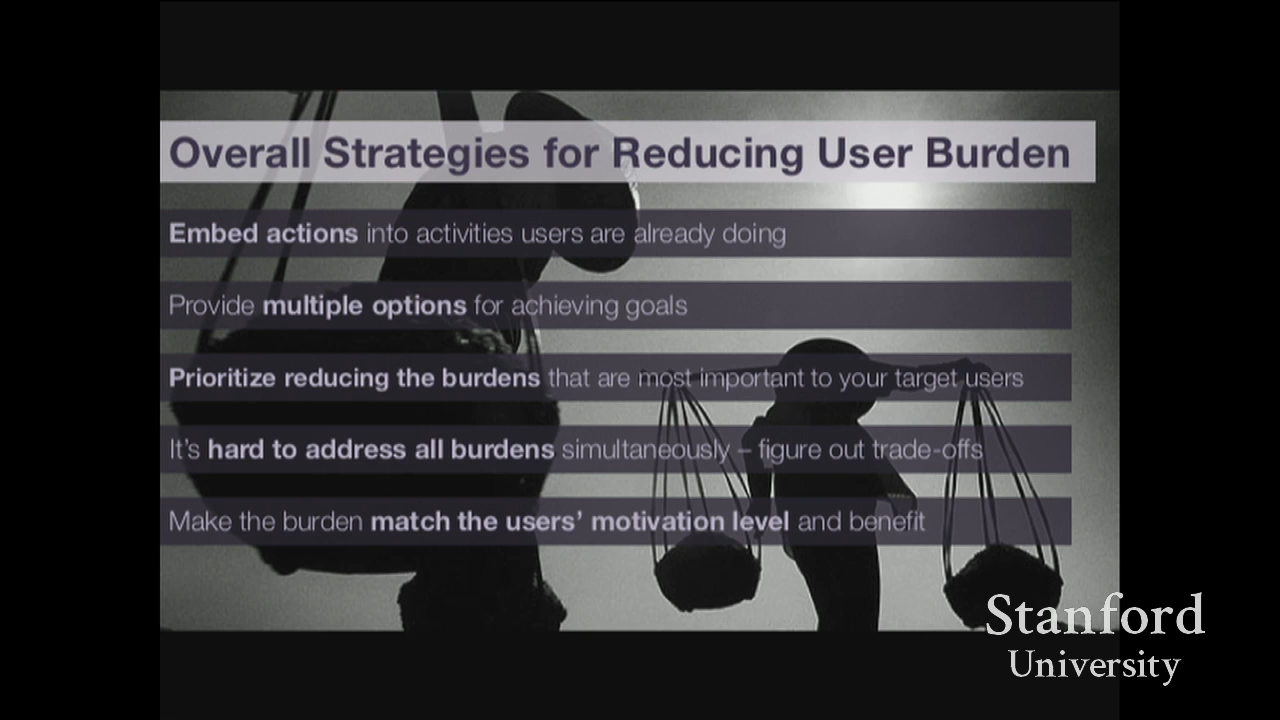 Overall Strategies for Reducing User Burden
Embed actions into activities users are already doing
Provide multiple options for achieving goals
Prioritize reducing the burdens that are most important to your target users
It's hard to address all burdens simultaneously – figure out trade-offs
Make the burden match the users' motivation level and benefit
Stanford
University